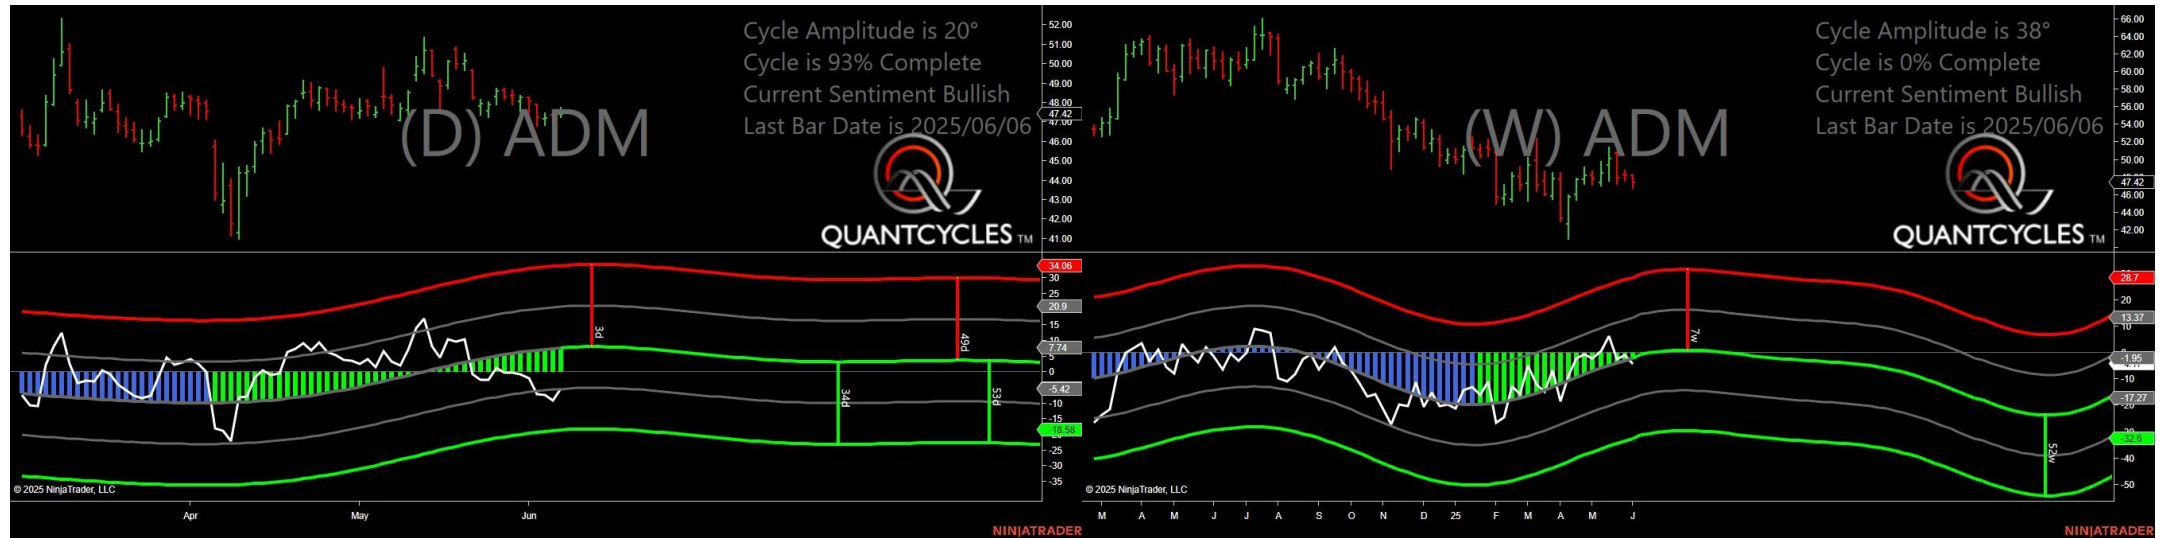 Cycle Amplitude is 20°
Cycle is 93% Complete
Current Sentiment Bullish
Last Bar Date is 2025/06/06
(D) ADM
QUANTCYCLES TM
52.00
51.00
50.00
49.00
48.00
47.42
47.00
46.00
45.00
44.00
43.00
42.00
41.00
34.06
30
25
20.9
15
10
7.74
5
0
-5.42
-10
-15
-18.58
-25
-30
-35
3d
34d
49d
53d
© 2025 NinjaTrader, LLC
Apr May Jun
NINJATRADER
Cycle Amplitude is 38°
Cycle is 0% Complete
Current Sentiment Bullish
Last Bar Date is 2025/06/06
(W) ADM
QUANTCYCLES TM
66.00
64.00
62.00
60.00
58.00
56.00
54.00
52.00
50.00
47.42
46.00
44.00
42.00
28.7
20
13.37
10
-1.95
-10
-17.27
-32.6
-40
-50
7w
52w
© 2025 NinjaTrader, LLC
M A M J J A S O N D 25 F M A M J
NINJATRADER